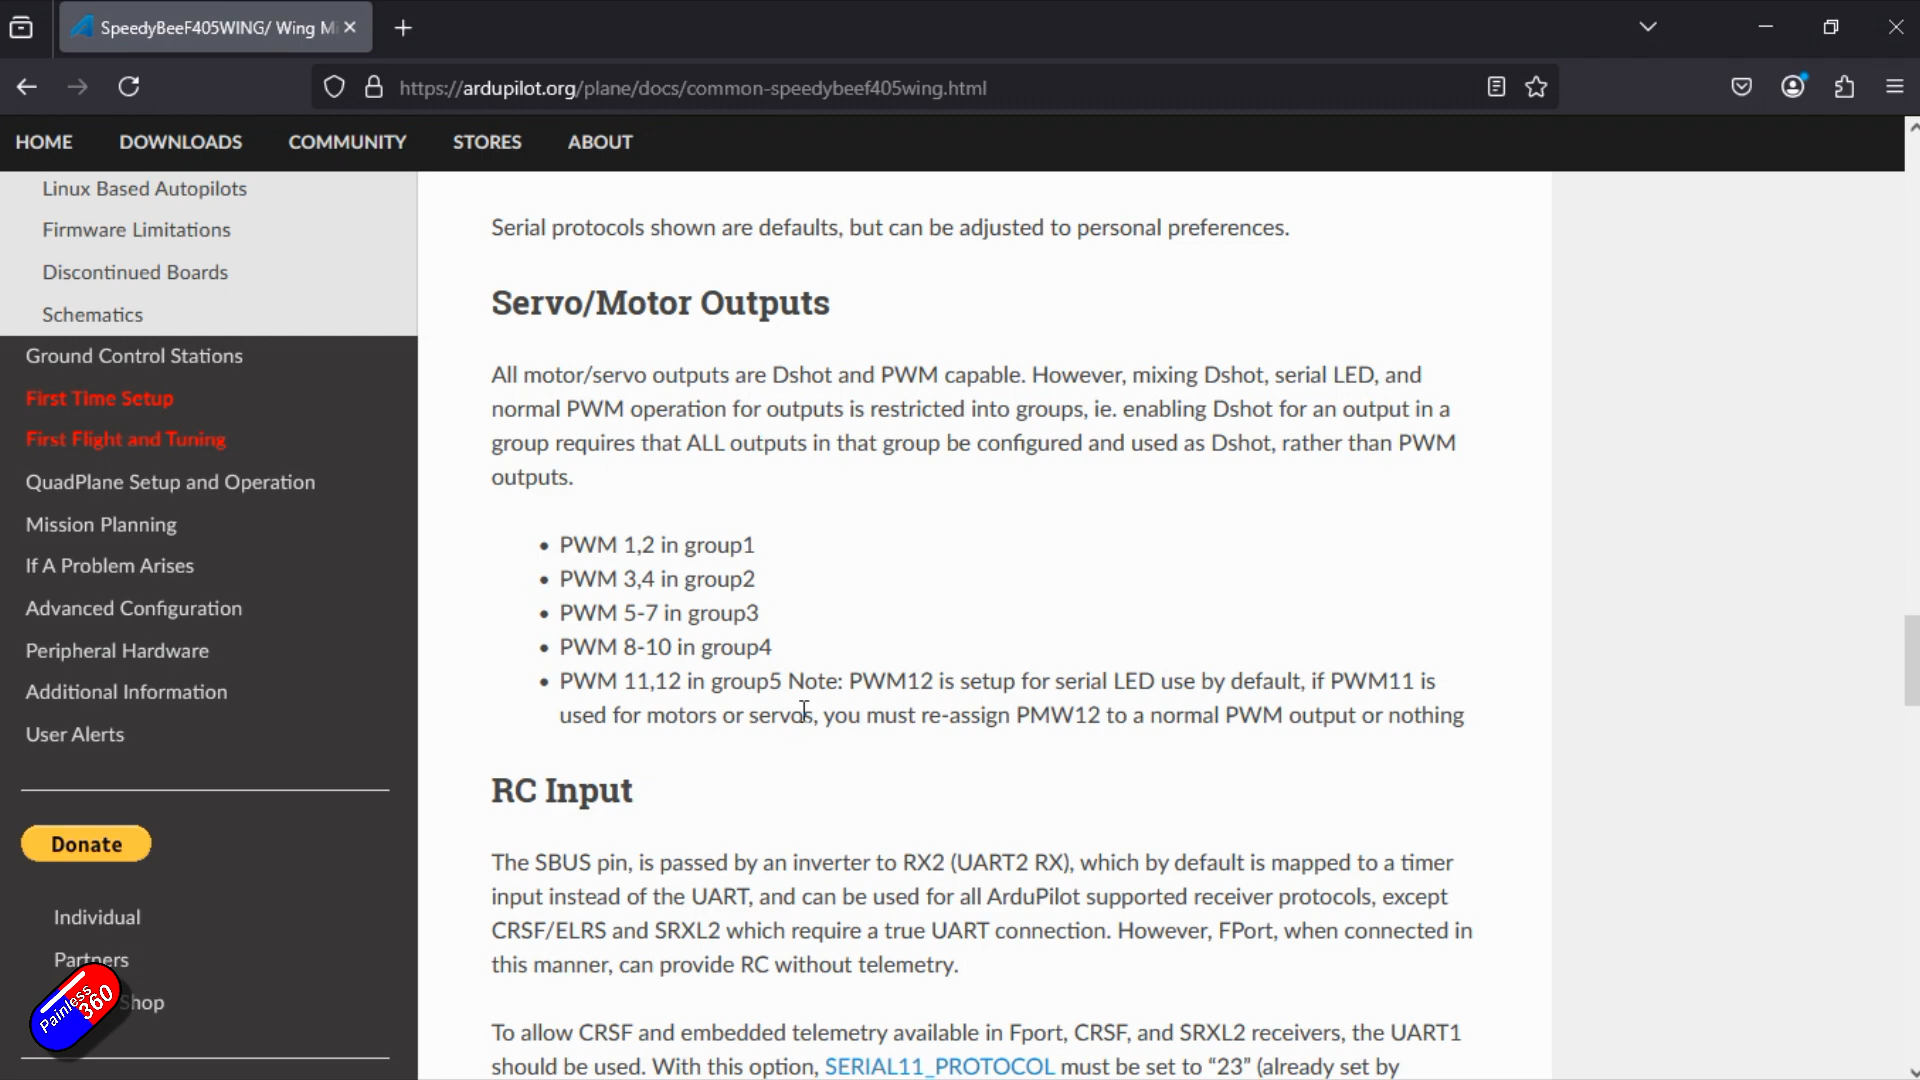 SpeedyBeeF405WING/ Wing Mi
https://ardupilot.org/plane/docs/common-speedybeef405wing.html
HOME DOWNLOADS COMMUNITY STORES ABOUT
Linux Based Autopilots
Firmware Limitations
Discontinued Boards
Schematics
Ground Control Stations
First Time Setup
First Flight and Tuning
QuadPlane Setup and Operation
Mission Planning
If A Problem Arises
Advanced Configuration
Peripheral Hardware
Additional Information
User Alerts
Donate
Individual
Partners
Shop
Painless 360
Serial protocols shown are defaults, but can be adjusted to personal preferences.
Servo/Motor Outputs
All motor/servo outputs are Dshot and PWM capable. However, mixing Dshot, serial LED, and
normal PWM operation for outputs is restricted into groups, ie. enabling Dshot for an output in a
group requires that ALL outputs in that group be configured and used as Dshot, rather than PWM
outputs.
• PWM 1,2 in group1
• PWM 3,4 in group2
• PWM 5-7 in group3
• PWM 8-10 in group4
• PWM 11,12 in group5 Note: PWM12 is setup for serial LED use by default, if PWM11 is
used for motors or servos, you must re-assign PMW12 to a normal PWM output or nothing
RC Input
The SBUS pin, is passed by an inverter to RX2 (UART2 RX), which by default is mapped to a timer
input instead of the UART, and can be used for all ArduPilot supported receiver protocols, except
CRSF/ELRS and SRXL2 which require a true UART connection. However, FPort, when connected in
this manner, can provide RC without telemetry.
To allow CRSF and embedded telemetry available in Fport, CRSF, and SRXL2 receivers, the UART1
should be used. With this option, SERIAL11_PROTOCOL must be set to “23” (already set by